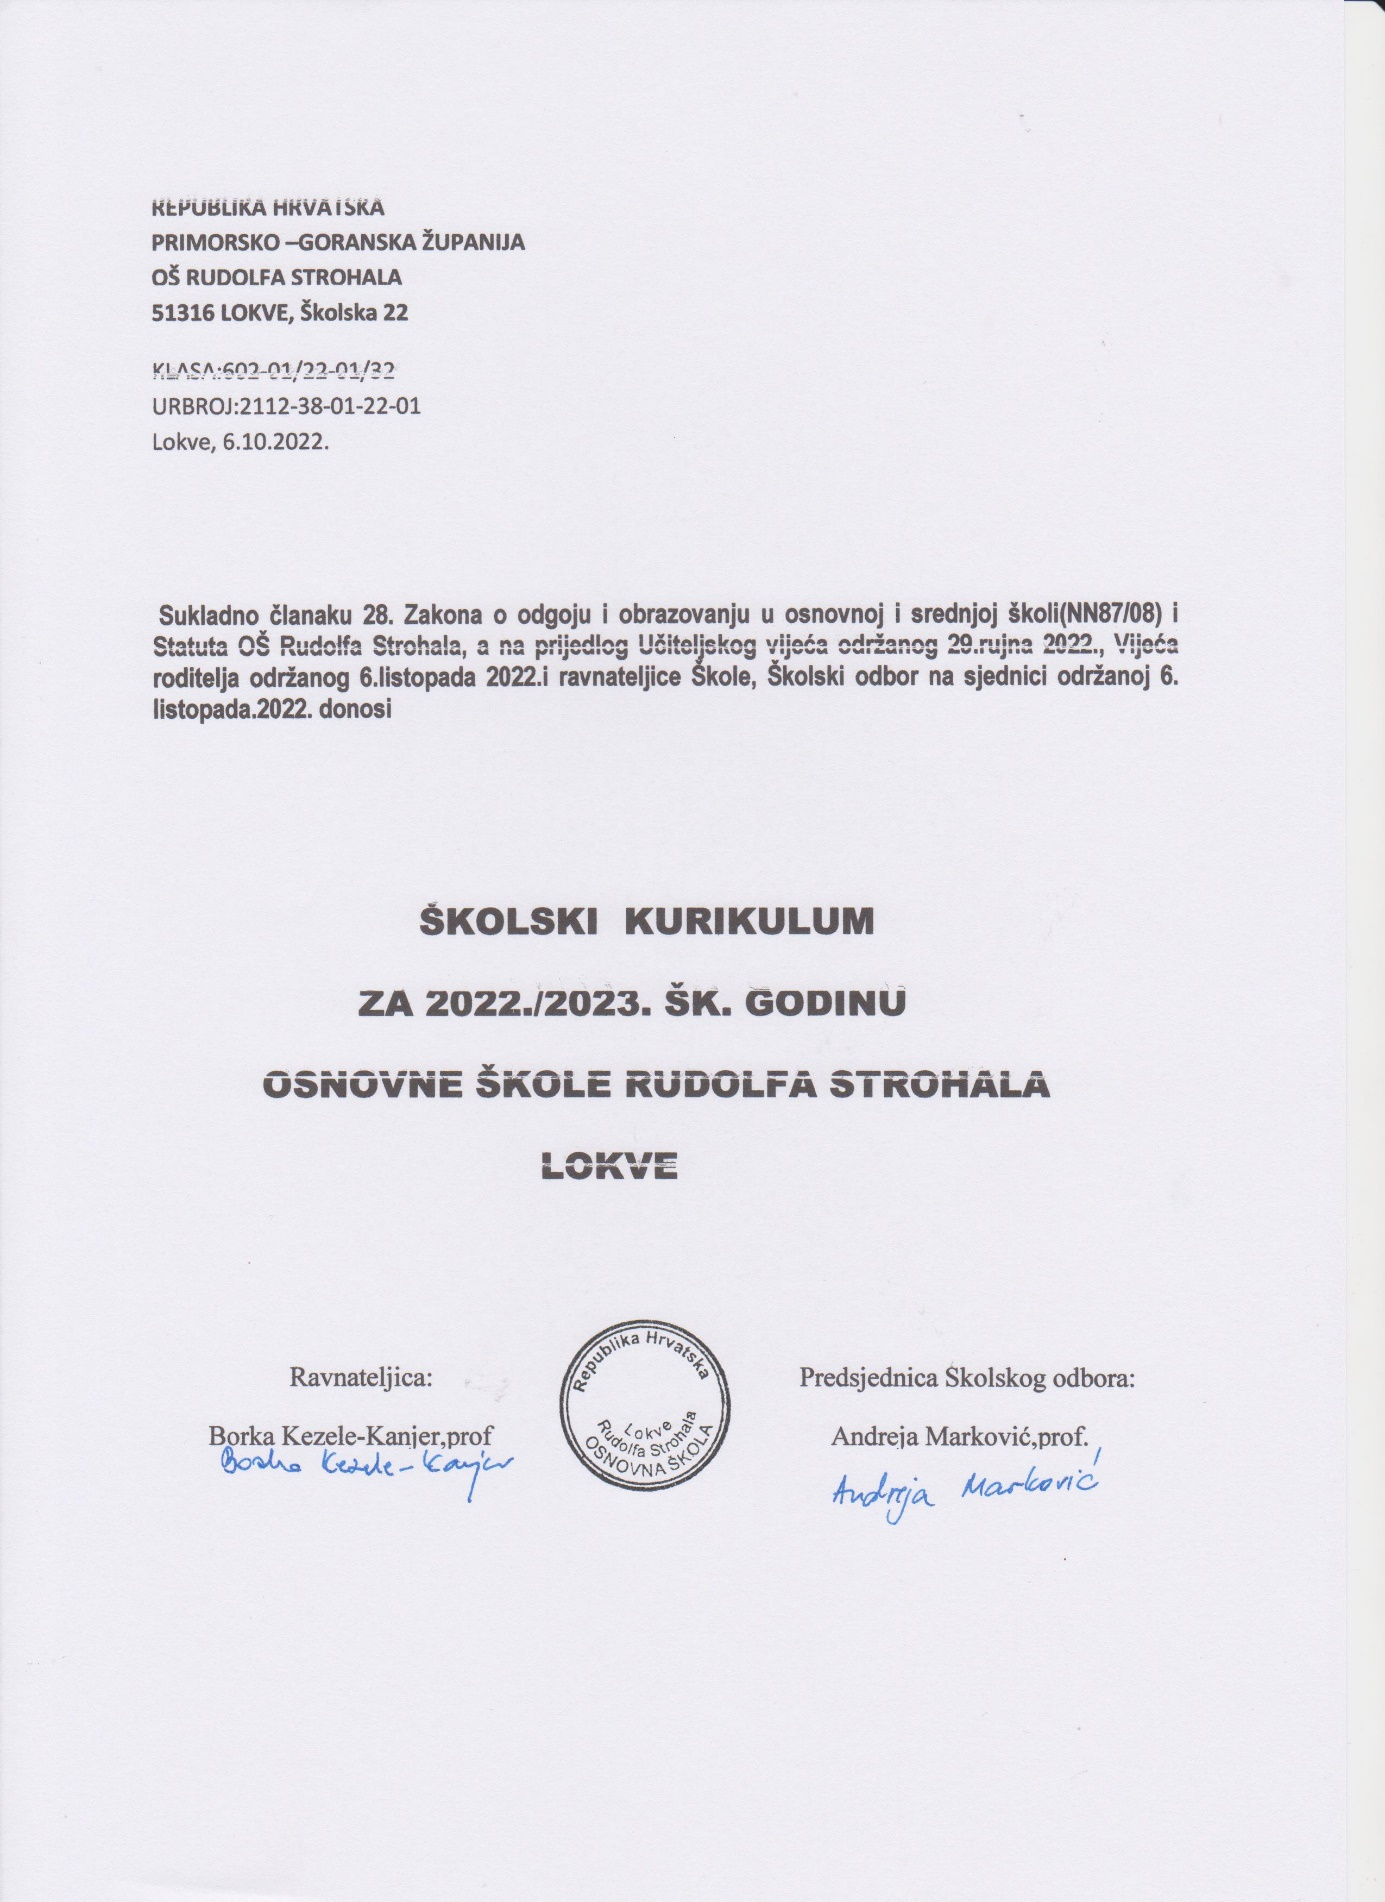 REPUBLIKA HRVATSKA
PRIMORSKO –GORANSKA ŽUPANIJA
OŠ RUDOLFA STROHALA
51316 LOKVE, Školska 22
KLASA:602-01/22-01/32
URBROJ:2112-38-01-22-01
Lokve, 6.10.2022.
Sukladno članaku 28. Zakona o odgoju i obrazovanju u osnovnoj i srednjoj školi(NN87/08) i
Statuta OŠ Rudolfa Strohala, a na prijedlog Učiteljskog vijeća održanog 29.rujna 2022., Vijeća
roditelja održanog 6.listopada 2022.i ravnateljice Škole, Školski odbor na sjednici održanoj 6.
listopada.2022. donosi
ŠKOLSKI KURIKULUM
ZA 2022./2023. ŠK. GODINU
OSNOVNE ŠKOLE RUDOLFA STROHALA
LOKVE
Ravnateljica:
Borka Kezele-Kanjer,prof
Borka Kezele-Kanjer
Republika Hrvatska
Lokve
Rudolfa Strohala
OSNOVNA ŠKOLA
Predsjednica Školskog odbora:
Andreja Marković,prof.
Andreja Marković